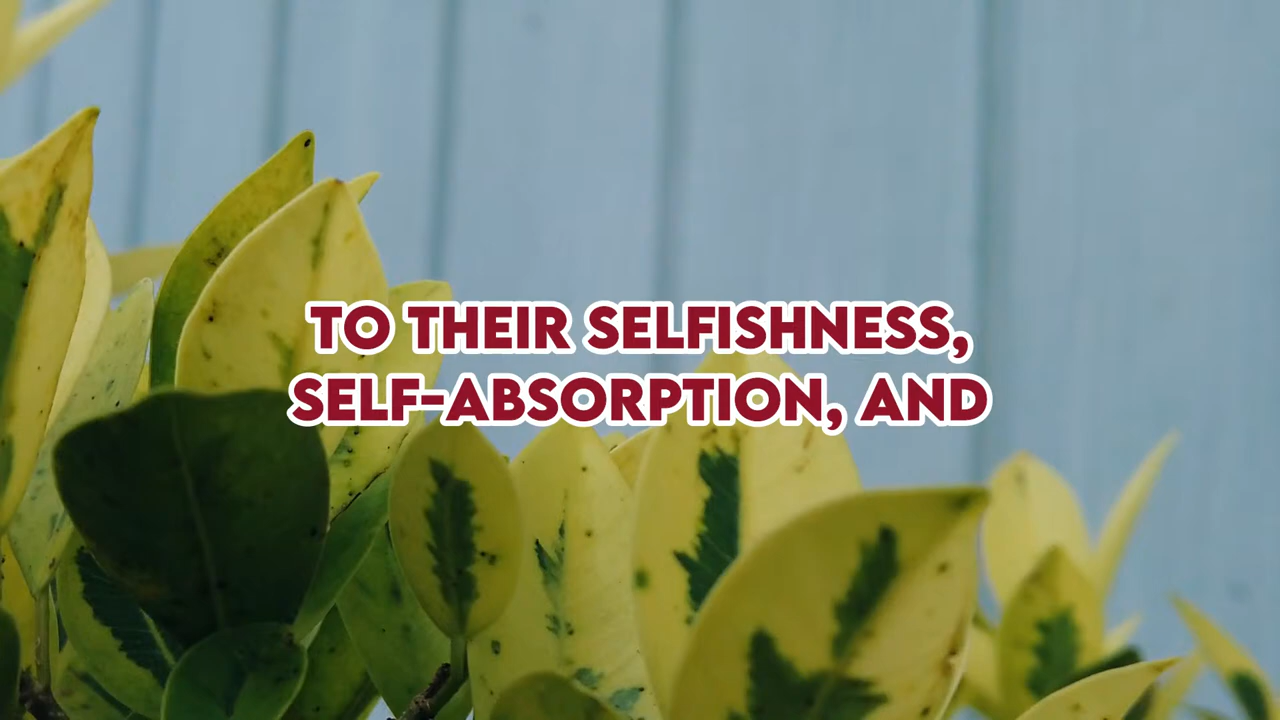 TO THEIR SELFISHNESS,
SELF-ABSORPTION, AND